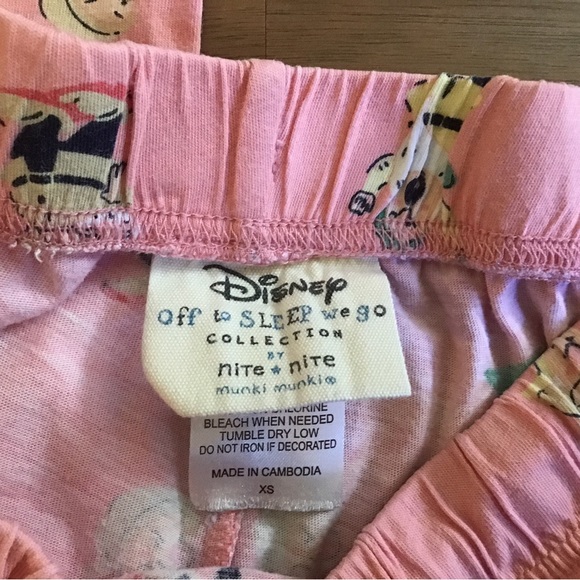 Disney
off to SLEEP we go
COLLECTION
BY
nite ★ nite
munki munki®
CHLORINE
BLEACH WHEN NEEDED
TUMBLE DRY LOW
DO NOT IRON IF DECORATED
MADE IN CAMBODIA
XS